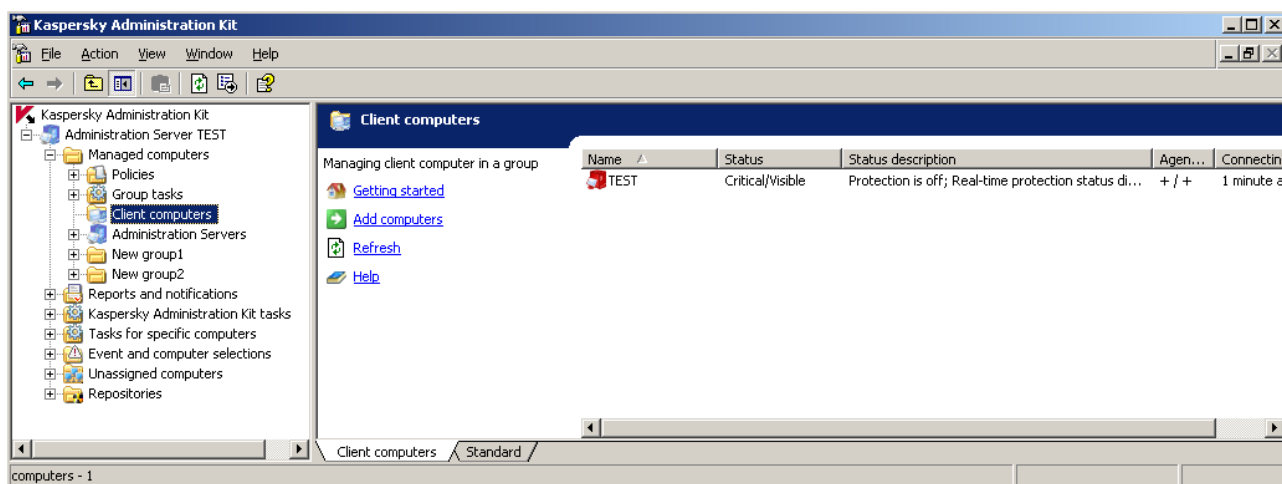 Kaspersky Administration Kit
File Action View Window Help
Kaspersky Administration Kit
Administration Server TEST
Managed computers
Policies
Group tasks
Client computers
Administration Servers
New group1
New group2
Reports and notifications
Kaspersky Administration Kit tasks
Tasks for specific computers
Event and computer selections
Unassigned computers
Repositories
Client computers
Managing client computer in a group
Getting started
Add computers
Refresh
Help
Name Status Status description Agen... Connectin
TEST Critical/Visible Protection is off; Real-time protection status di... + / + 1 minute a
Client computers Standard
computers - 1